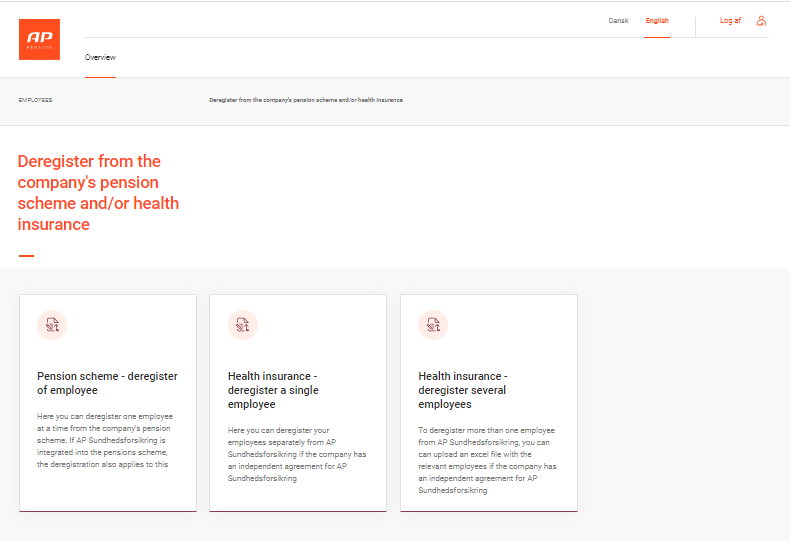 Dansk
English
Log af
AP
PENSION
Overview
EMPLOYEES
Deregister from the company's pension scheme and/or health insurance
Deregister from the
company's pension
scheme and/or health
insurance
Pension scheme - deregister
of employee
Here you can deregister one employee
at a time from the company's pension
scheme. If AP Sundhedsforsikring is
integrated into the pensions scheme,
the deregistration also applies to this
Health insurance -
deregister a single
employee
Here you can deregister your
employees separately from AP
Sundhedsforsikring if the company has
an independent agreement for AP
Sundhedsforsikring
Health insurance -
deregister several
employees
To deregister more than one employee
from AP Sundhedsforsikring, you can
can upload an excel file with the
relevant employees if the company has
an independent agreement for AP
Sundhedsforsikring